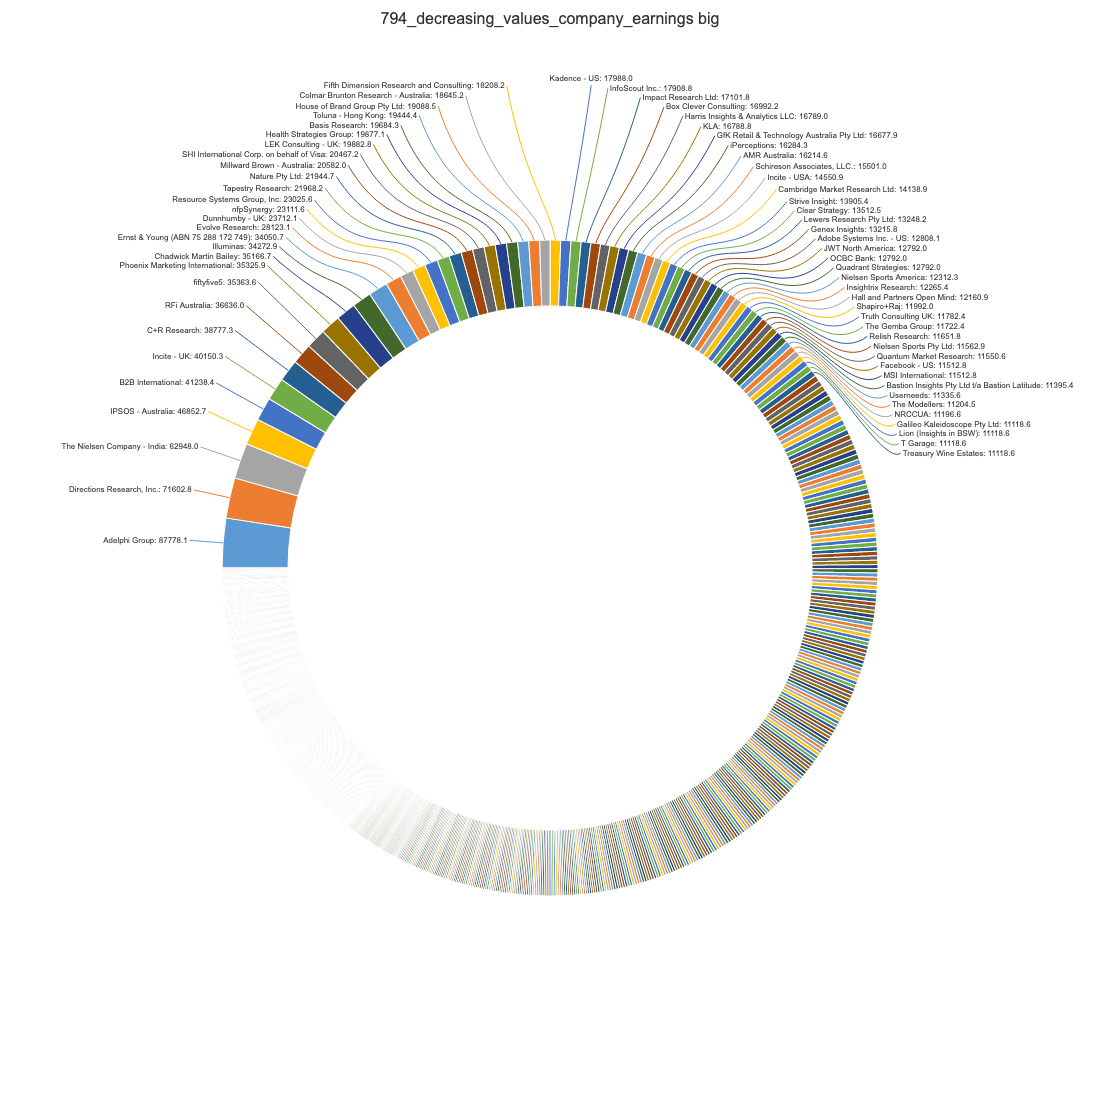 794_decreasing_values_company_earnings big
Kadence - US: 17988.0
InfoScout Inc.: 17908.8
Impact Research Ltd: 17101.8
Box Clever Consulting: 16992.2
Harris Insights & Analytics LLC: 16789.0
KLA: 16788.8
GfK Retail & Technology Australia Pty Ltd: 16677.9
iPerceptions: 16284.3
AMR Australia: 16214.6
Schireson Associates, LLC.: 15501.0
Incite - USA: 14550.9
Cambridge Market Research Ltd: 14138.9
Strive Insight: 13905.4
Clear Strategy: 13512.5
Lewers Research Pty Ltd: 13248.2
Genex Insights: 13215.8
Adobe Systems Inc. - US: 12808.1
JWT North America: 12792.0
OCBC Bank: 12792.0
Quadrant Strategies: 12792.0
Nielsen Sports America: 12312.3
Insightrix Research: 12265.4
Hall and Partners Open Mind: 12160.9
Shapiro+Raj: 11992.0
Truth Consulting UK: 11782.4
The Gemba Group: 11722.4
Relish Research: 11651.8
Nielsen Sports Pty Ltd: 11562.9
Quantum Market Research: 11550.6
Facebook - US: 11512.8
MSI International: 11512.8
Bastion Insights Pty Ltd t/a Bastion Latitude: 11395.4
Userneeds: 11335.6
The Modellers: 11204.5
NRCCUA: 11196.6
Galileo Kaleidoscope Pty Ltd: 11118.6
Lion (Insights in BSW): 11118.6
T Garage: 11118.6
Treasury Wine Estates: 11118.6
Fifth Dimension Research and Consulting: 18208.2
Colmar Brunton Research - Australia: 18645.2
House of Brand Group Pty Ltd: 19088.5
Toluna - Hong Kong: 19444.4
Basis Research: 19684.3
Health Strategies Group: 19877.1
LEK Consulting - UK: 19882.8
SHI International Corp. on behalf of Visa: 20467.2
Millward Brown - Australia: 20582.0
Nature Pty Ltd: 21944.7
Tapestry Research: 21968.2
Resource Systems Group, Inc: 23025.6
nfpSynergy: 23111.6
Dunnhumby - UK: 23712.1
Evolve Research: 28123.1
Ernst & Young (ABN 75 288 172 749): 34050.7
Illuminas: 34272.9
Chadwick Martin Bailey: 35166.7
Phoenix Marketing International: 35325.9
fiftyfive5: 35363.6
RFi Australia: 36636.0
C+R Research: 38777.3
Incite - UK: 40150.3
B2B International: 41238.4
IPSOS - Australia: 46852.7
The Nielsen Company - India: 62948.0
Directions Research, Inc.: 71602.8
Adelphi Group: 87778.1